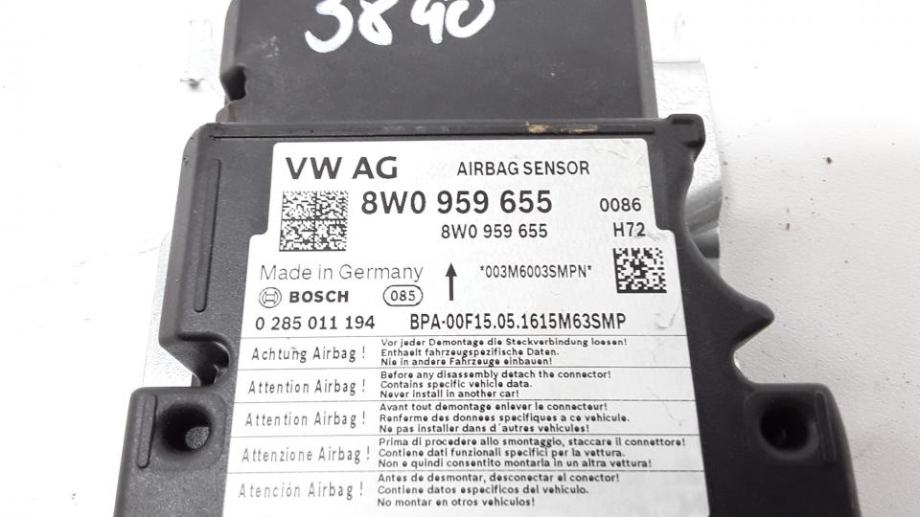 3840
VW AG AIRBAG SENSOR
8W0 959 655 0086
8W0 959 655 H72
Made in Germany *003M6003SMPN*
BOSCH 085
0 285 011 194 BPA-00F15.05.1615M63SMP
Achtung Airbag! Vor jeder Demontage die Steckverbindung loesen!
Enthaelt fahrzeugspezifische Daten.
Nie in andere Fahrzeuge einbauen!
Attention Airbag! Before any disassembly detach the connector!
Contains specific vehicle data.
Never install in another car!
Attention Airbag! Avant tout demontage enlever le connecteur!
Renferme des donnees specifiques a ce vehicule.
Ne pas installer dans d'autres vehicules!
Attenzione Airbag! Prima di procedere allo smontaggio, staccare il connettore!
Contiene dati funzionali specifici per la vettura.
Non e quindi consentito montarla in un altra vettura!
Atención Airbag! Antes de desmontar, desconectar el conector!
Contiene datos especificos del vehiculo.
No montar en otros vehiculos!